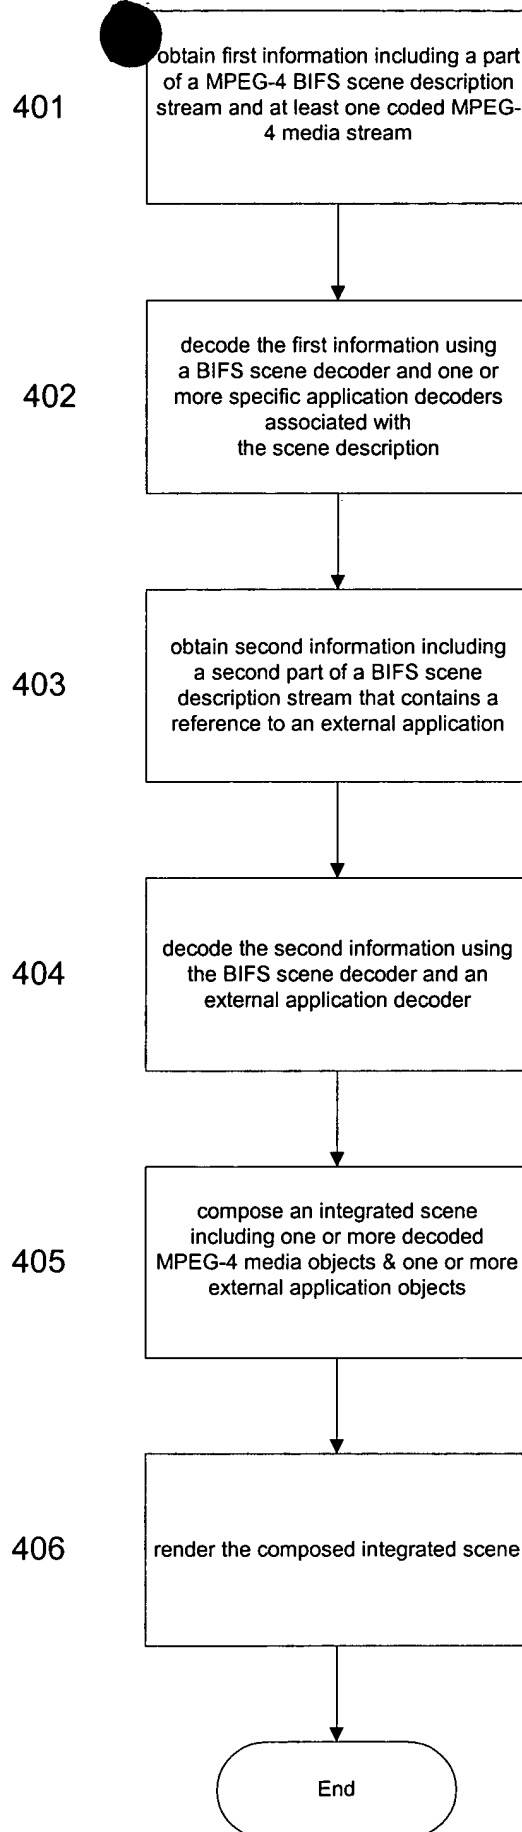 401
obtain first information including a part
of a MPEG-4 BIFS scene description
stream and at least one coded MPEG-
4 media stream
402
decode the first information using
a BIFS scene decoder and one or
more specific application decoders
associated with
the scene description
403
obtain second information including
a second part of a BIFS scene
description stream that contains a
reference to an external application
404
decode the second information using
the BIFS scene decoder and an
external application decoder
405
compose an integrated scene
including one or more decoded
MPEG-4 media objects & one or more
external application objects
406
render the composed integrated scene
End